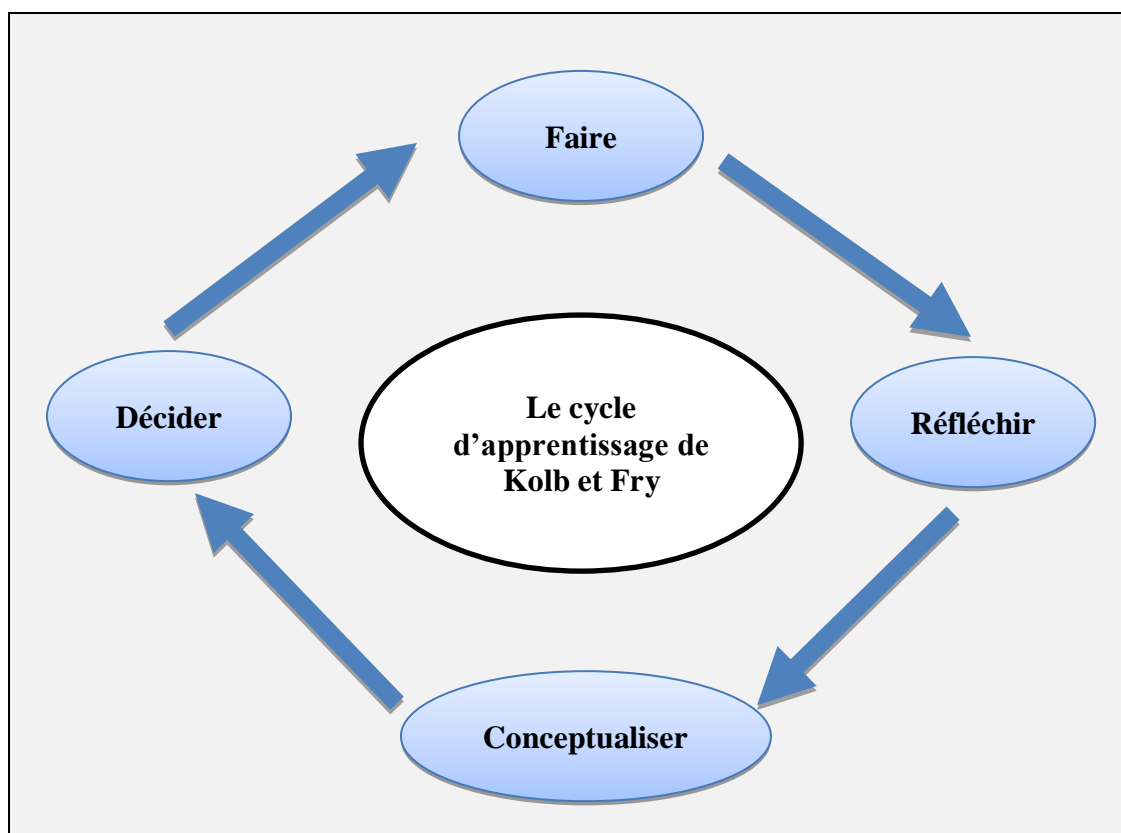 Faire
Décider
Le cycle
d’apprentissage de
Kolb et Fry
Réfléchir
Conceptualiser